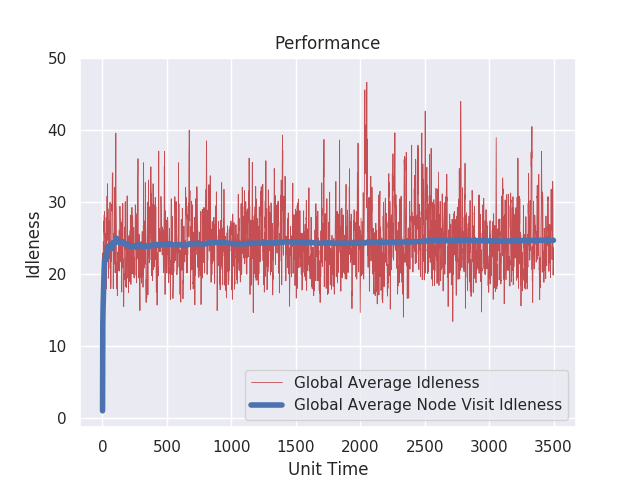 Performance
50
40
30
20
10
0
Idleness
0 500 1000 1500 2000 2500 3000 3500
Unit Time
Global Average Idleness
Global Average Node Visit Idleness